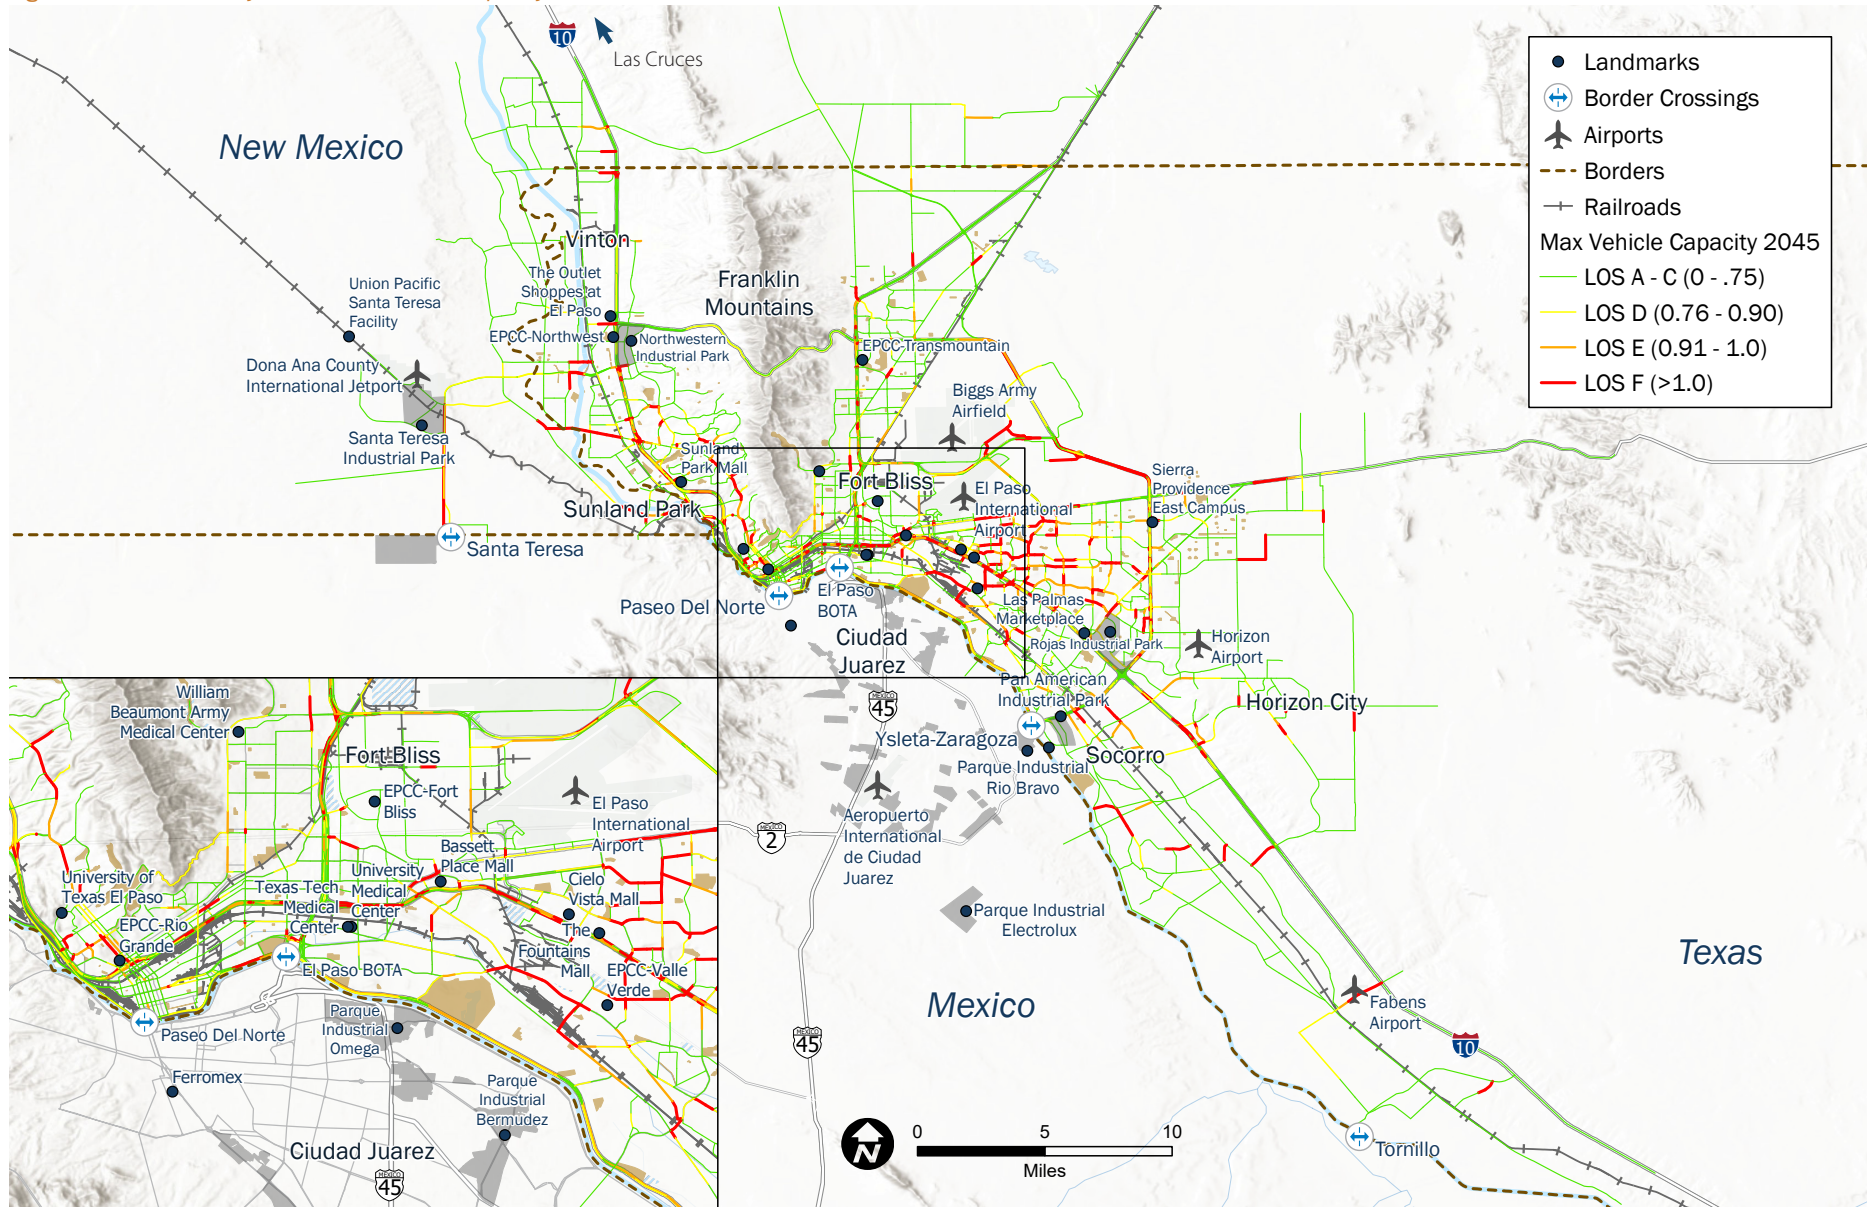 10
Las Cruces
New Mexico
Vinton
The Outlet
Shoppes at
El Paso
Franklin
Mountains
Union Pacific
Santa Teresa
Facility
EPCC-Northwest
Northwestern
Industrial Park
EPCC-Transmountain
Dona Ana County
International Jetport
Biggs Army
Airfield
Santa Teresa
Industrial Park
Sunland
Park Mall
Fort Bliss
Sierra
Providence
East Campus
El Paso
International
Airport
Sunland Park
Santa Teresa
Paseo Del Norte
El Paso
BOTA
Las Palmas
Marketplace
Ciudad
Juarez
Rojas Industrial Park
Horizon
Airport
Pan American
Industrial Park
Horizon City
MEXICO
45
Ysleta-Zaragoza
Socorro
Parque Industrial
Rio Bravo
MEXICO
2
Aeropuerto
International
de Ciudad
Juarez
Parque Industrial
Electrolux
Texas
Mexico
Fabens
Airport
MEXICO
45
10
Tornillo
N
0 5 10
Miles
Landmarks
Border Crossings
Airports
Borders
Railroads
Max Vehicle Capacity 2045
LOS A - C (0 - .75)
LOS D (0.76 - 0.90)
LOS E (0.91 - 1.0)
LOS F (>1.0)
William
Beaumont Army
Medical Center
Fort Bliss
EPCC-Fort
Bliss
El Paso
International
Airport
Bassett
Place Mall
University of
Texas El Paso
Texas Tech
Medical
Center
University
Medical
Center
Cielo
Vista Mall
EPCC-Rio
Grande
The
Fountains
Mall
EPCC-Valle
Verde
El Paso BOTA
Paseo Del Norte
Parque
Industrial
Omega
Ferromex
Parque
Industrial
Bermudez
Ciudad Juarez
MEXICO
45